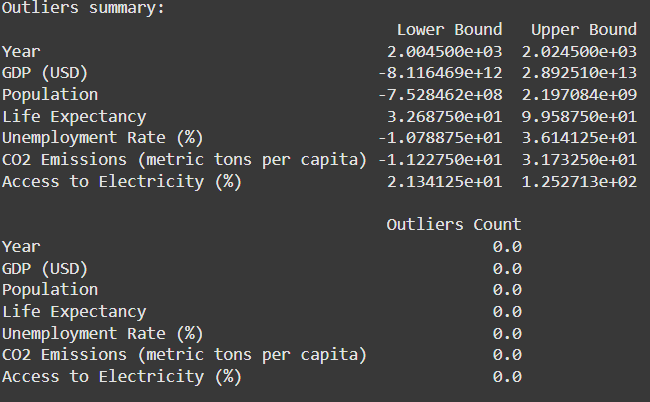 Outliers summary:
Lower Bound Upper Bound
Year 2.004500e+03 2.024500e+03
GDP (USD) -8.116469e+12 2.892510e+13
Population -7.528462e+08 2.197084e+09
Life Expectancy 3.268750e+01 9.958750e+01
Unemployment Rate (%) -1.078875e+01 3.614125e+01
CO2 Emissions (metric tons per capita) -1.122750e+01 3.173250e+01
Access to Electricity (%) 2.134125e+01 1.252713e+02
Outliers Count
Year 0.0
GDP (USD) 0.0
Population 0.0
Life Expectancy 0.0
Unemployment Rate (%) 0.0
CO2 Emissions (metric tons per capita) 0.0
Access to Electricity (%) 0.0